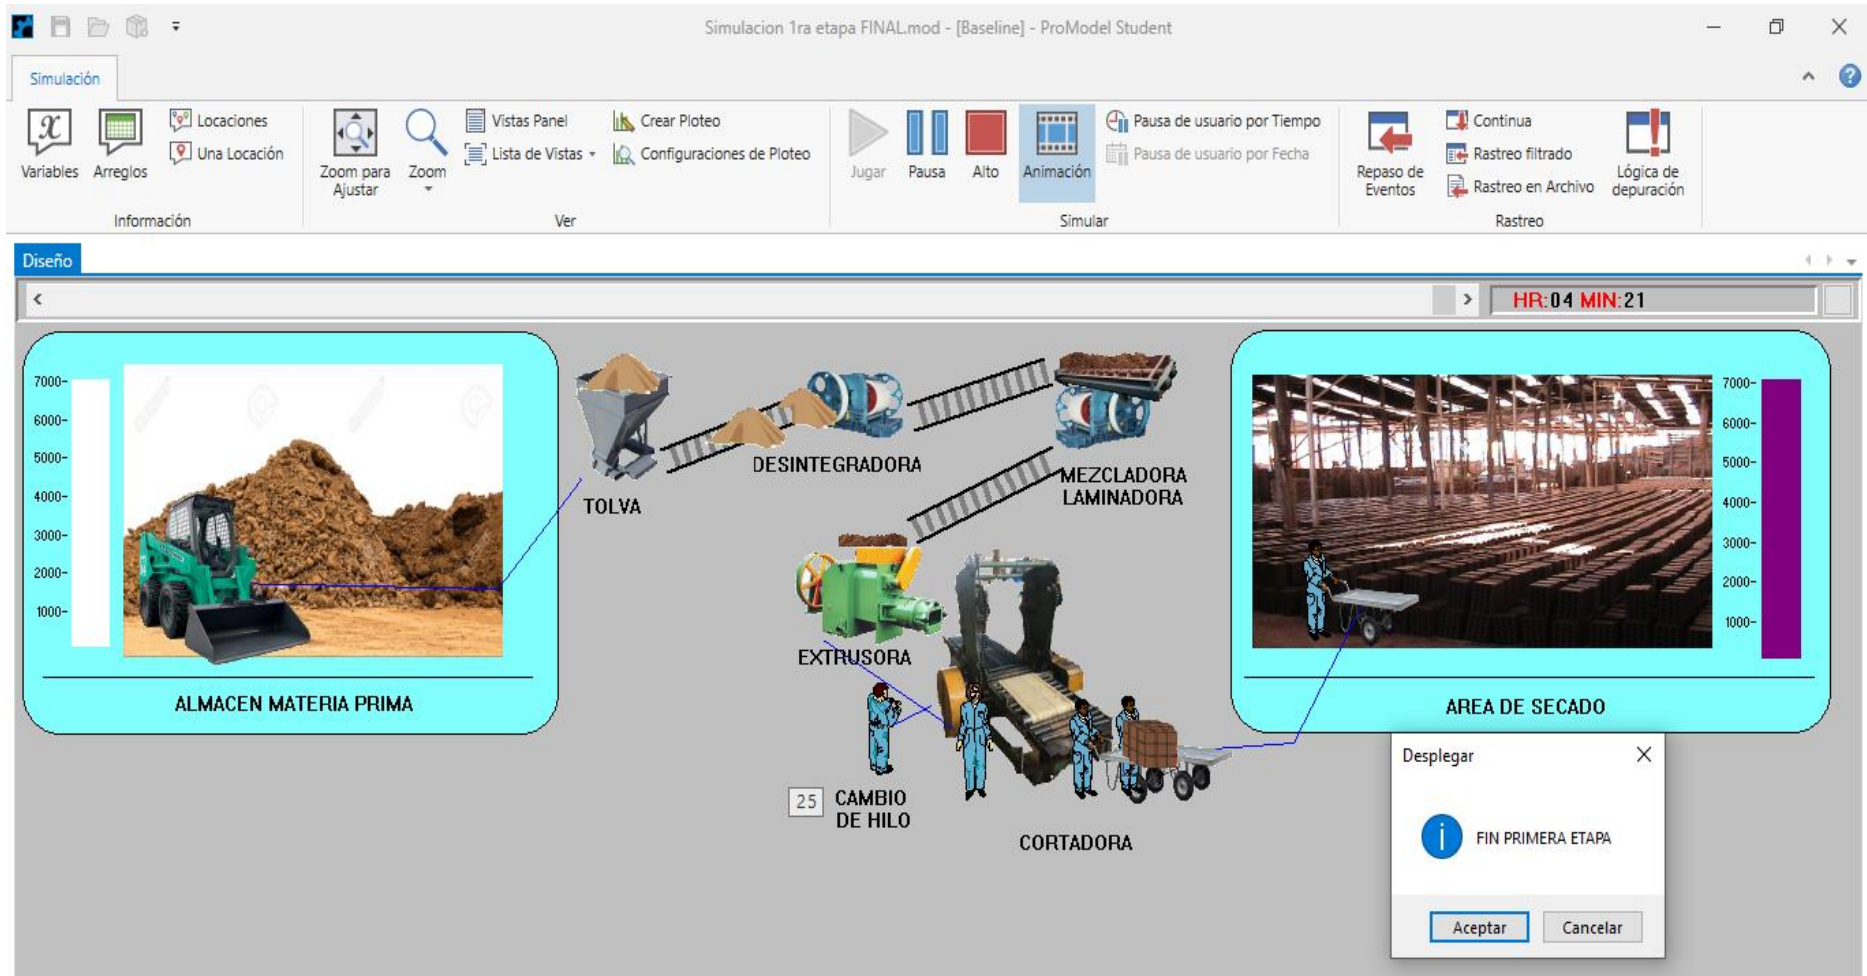 Simulacion 1ra etapa FINAL.mod - [Baseline] - ProModel Student
Simulación
Variables
Arreglos
Locaciones
Una Locación
Información
Zoom para
Ajustar
Zoom
Vistas Panel
Lista de Vistas
Crear Ploteo
Configuraciones de Ploteo
Ver
Jugar
Pausa
Alto
Animación
Pausa de usuario por Tiempo
Pausa de usuario por Fecha
Simular
Repaso de
Eventos
Continua
Rastreo filtrado
Rastreo en Archivo
Lógica de
depuración
Rastreo
Diseño
HR:04 MIN:21
7000-
6000-
5000-
4000-
3000-
2000-
1000-
ALMACEN MATERIA PRIMA
TOLVA
DESINTEGRADORA
MEZCLADORA
LAMINADORA
EXTRUSORA
25
CAMBIO
DE HILO
CORTADORA
7000-
6000-
5000-
4000-
3000-
2000-
1000-
AREA DE SECADO
Desplegar
FIN PRIMERA ETAPA
Aceptar
Cancelar